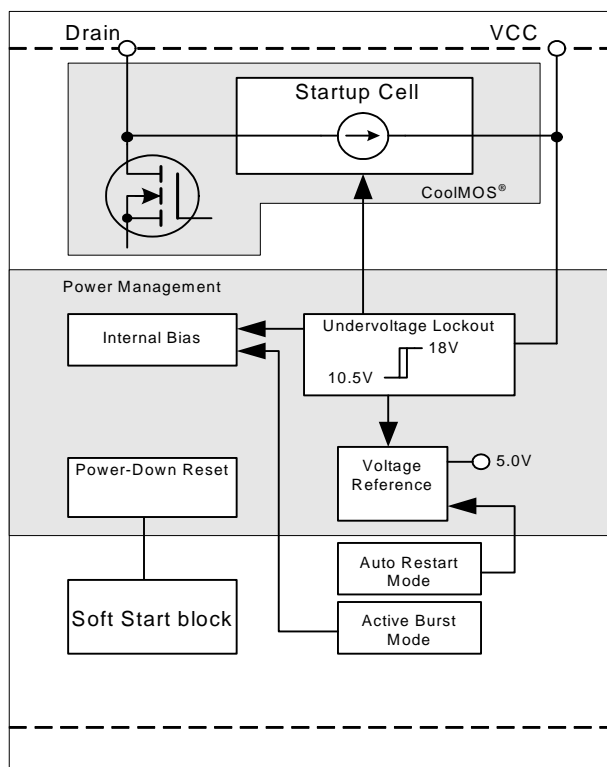 Drain
VCC
Startup Cell
CoolMOS®
Power Management
Internal Bias
Undervoltage Lockout
18V
10.5V
Power-Down Reset
Voltage
Reference
5.0V
Auto Restart
Mode
Soft Start block
Active Burst
Mode